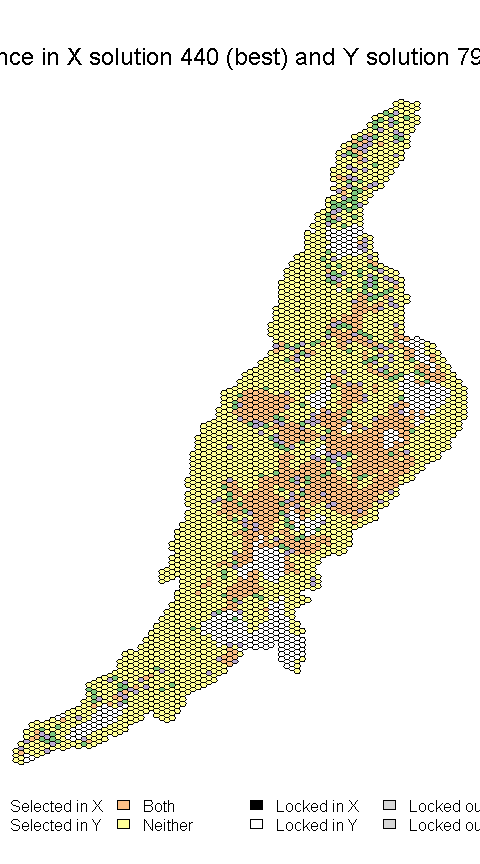 nce in X solution 440 (best) and Y solution 79
Selected in X Both Locked in X Locked ou
Selected in Y Neither Locked in Y Locked ou